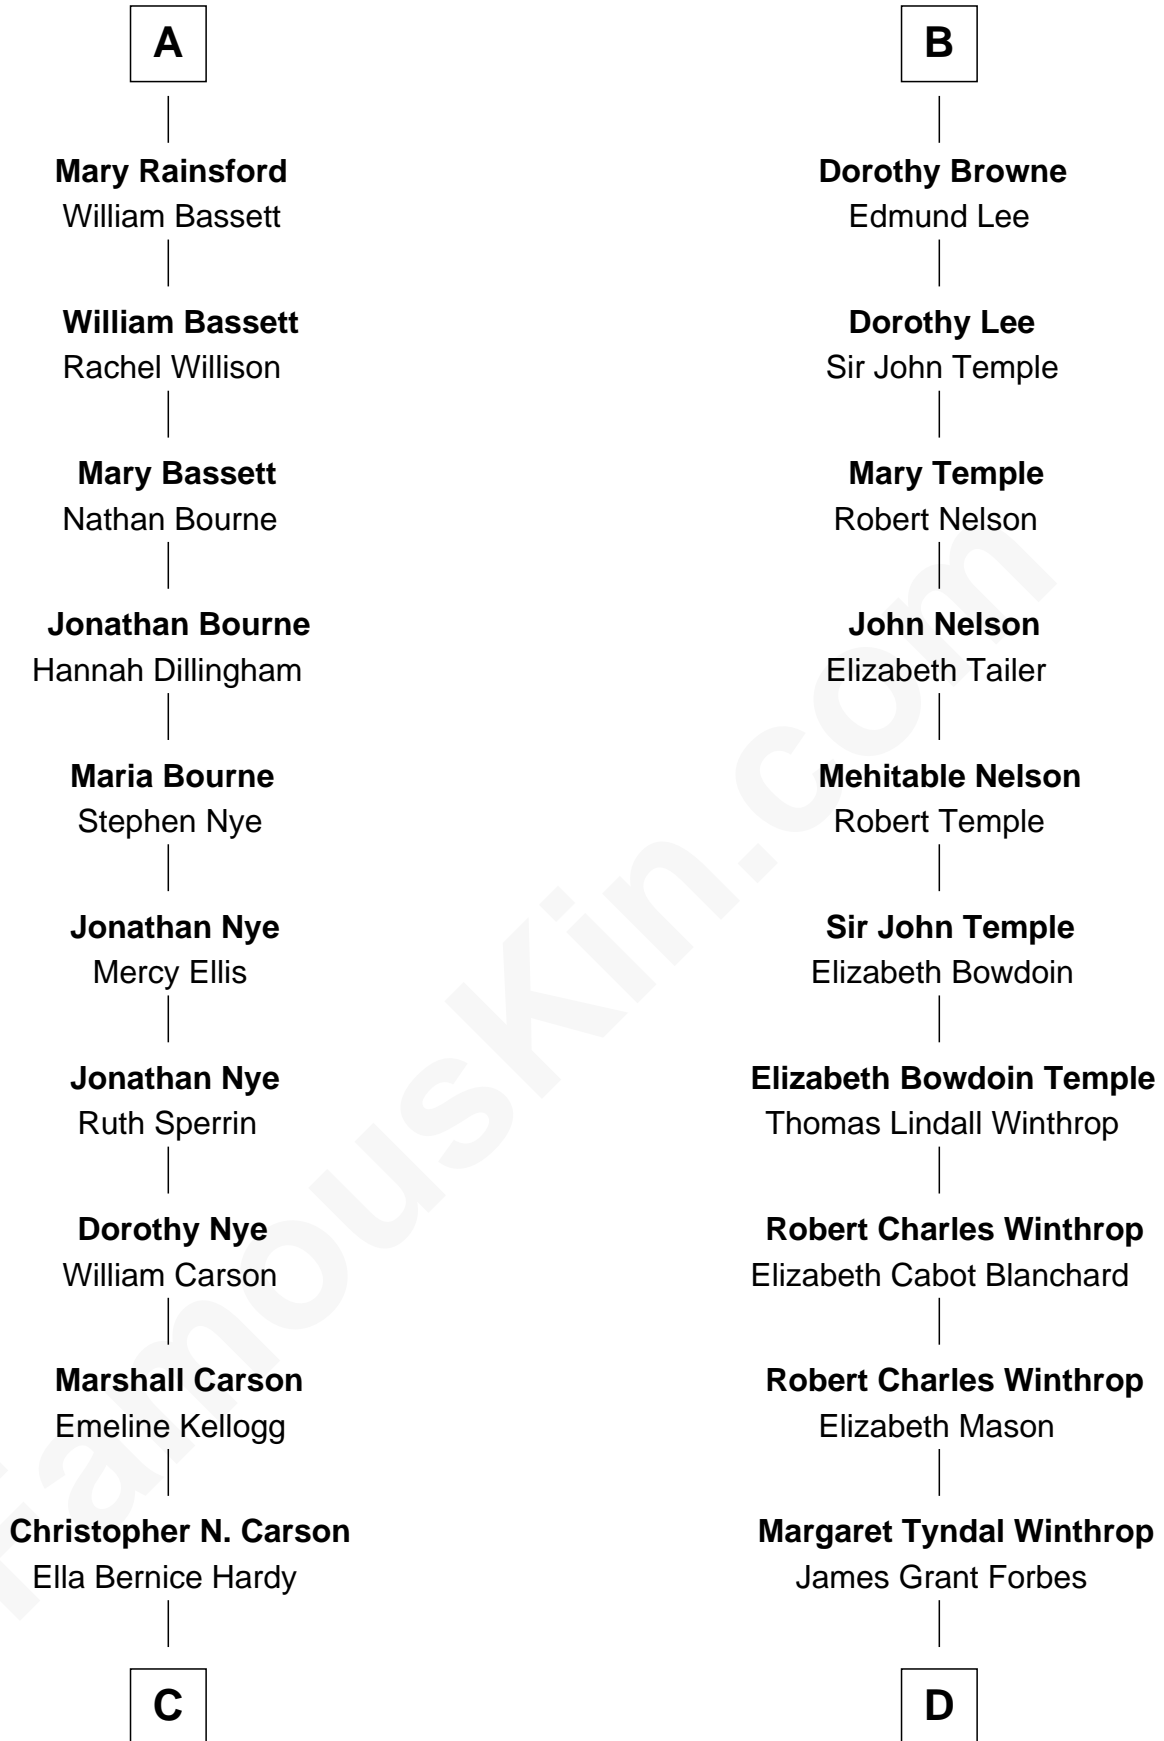 A
Mary Rainsford
William Bassett
William Bassett
Rachel Willison
Mary Bassett
Nathan Bourne
Jonathan Bourne
Hannah Dillingham
Maria Bourne
Stephen Nye
Jonathan Nye
Mercy Ellis
Jonathan Nye
Ruth Sperrin
Dorothy Nye
William Carson
Marshall Carson
Emeline Kellogg
Christopher N. Carson
Ella Bernice Hardy
C
B
Dorothy Browne
Edmund Lee
Dorothy Lee
Sir John Temple
Mary Temple
Robert Nelson
John Nelson
Elizabeth Tailer
Mehitable Nelson
Robert Temple
Sir John Temple
Elizabeth Bowdoin
Elizabeth Bowdoin Temple
Thomas Lindall Winthrop
Robert Charles Winthrop
Elizabeth Cabot Blanchard
Robert Charles Winthrop
Elizabeth Mason
Margaret Tyndal Winthrop
James Grant Forbes
D
FamousKin.com